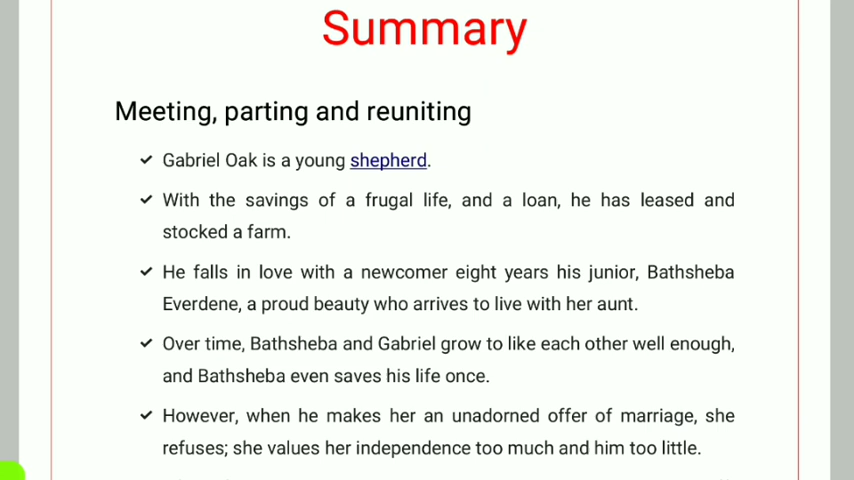 Summary
Meeting, parting and reuniting
✓ Gabriel Oak is a young shepherd.
✓ With the savings of a frugal life, and a loan, he has leased and
stocked a farm.
✓ He falls in love with a newcomer eight years his junior, Bathsheba
Everdene, a proud beauty who arrives to live with her aunt.
✓ Over time, Bathsheba and Gabriel grow to like each other well enough,
and Bathsheba even saves his life once.
✓ However, when he makes her an unadorned offer of marriage, she
refuses; she values her independence too much and him too little.